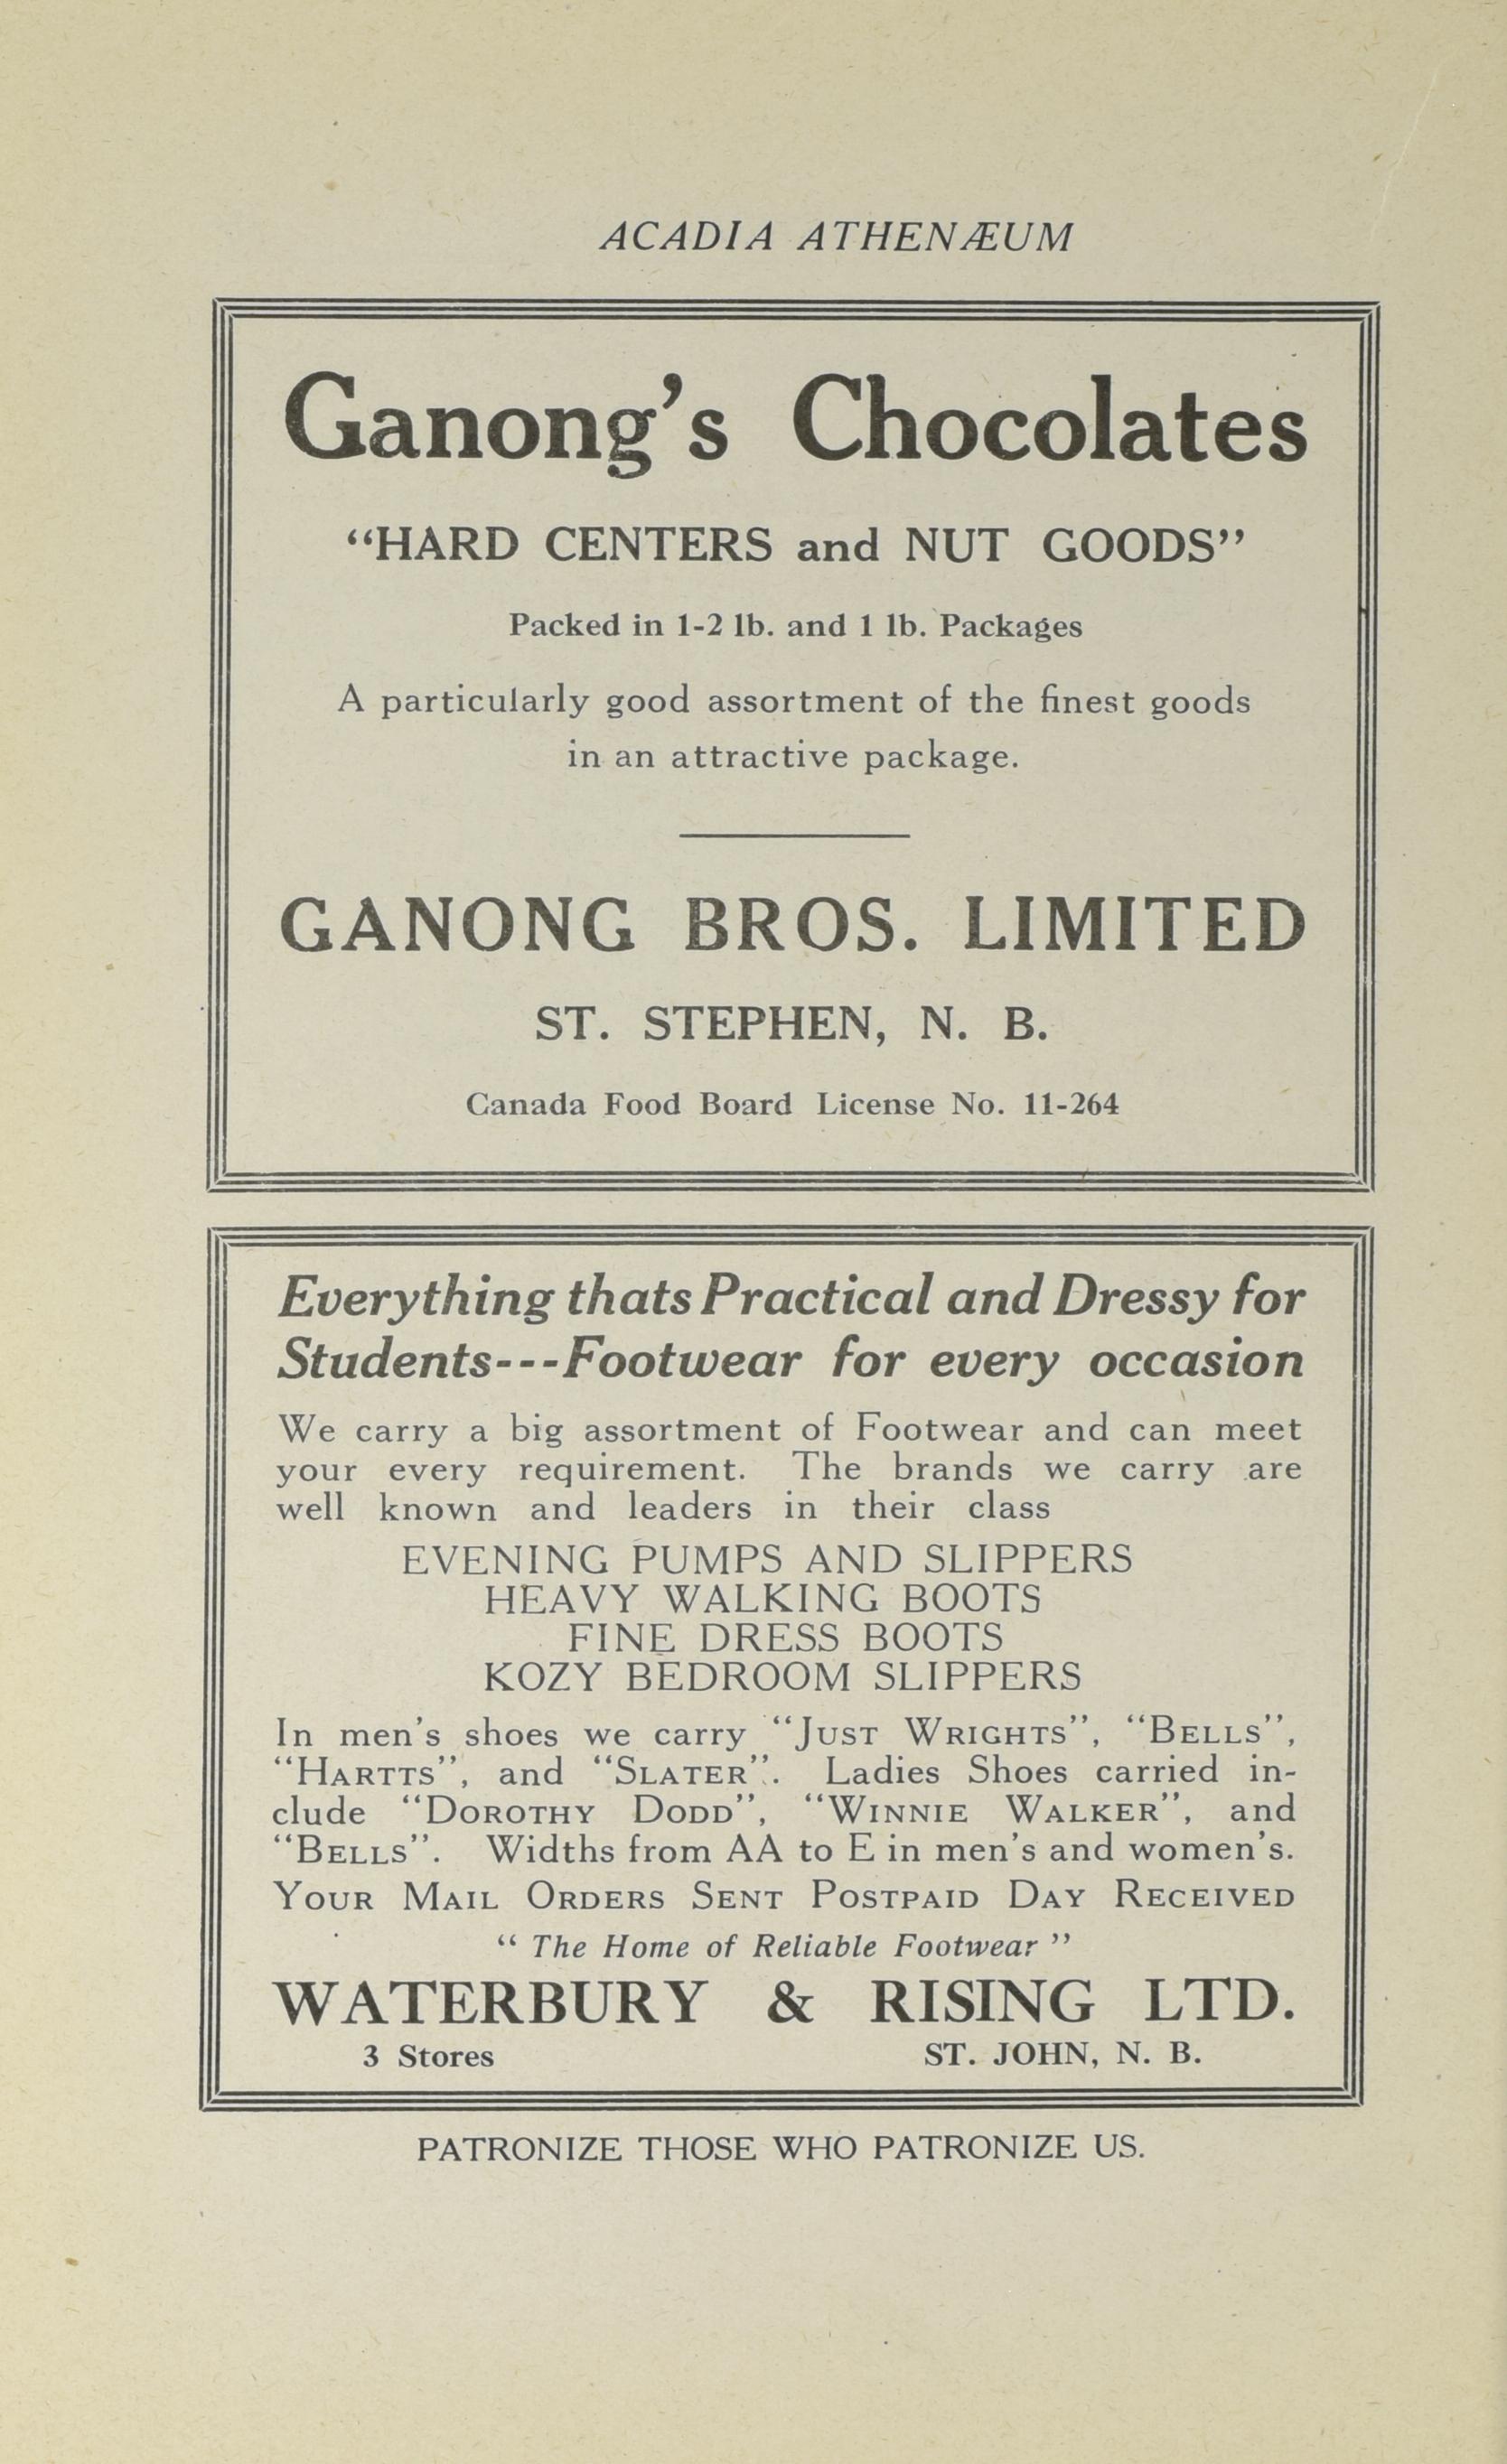 ACADIA ATHENÆUM
Ganong's Chocolates
"HARD CENTERS and NUT GOODS"
Packed in 1-2 lb. and 1 lb. Packages
A particularly good assortment of the finest goods
in an attractive package.
GANONG BROS. LIMITED
ST. STEPHEN, N. B.
Canada Food Board License No. 11-264
Everything thats Practical and Dressy for
Students---Footwear for every occasion
We carry a big assortment of Footwear and can meet
your every requirement. The brands we carry are
well known and leaders in their class
EVENING PUMPS AND SLIPPERS
HEAVY WALKING BOOTS
FINE DRESS BOOTS
KOZY BEDROOM SLIPPERS
In men's shoes we carry "JUST WRIGHTS", "BELLS",
"HARTTS", and "SLATER". Ladies Shoes carried in-
clude "DOROTHY DODD", "WINNIE WALKER", and
"BELLS". Widths from AA to E in men's and women's.
YOUR MAIL ORDERS SENT POSTPAID DAY RECEIVED
" The Home of Reliable Footwear "
WATERBURY & RISING LTD.
3 Stores ST. JOHN, N. B.
PATRONIZE THOSE WHO PATRONIZE US.